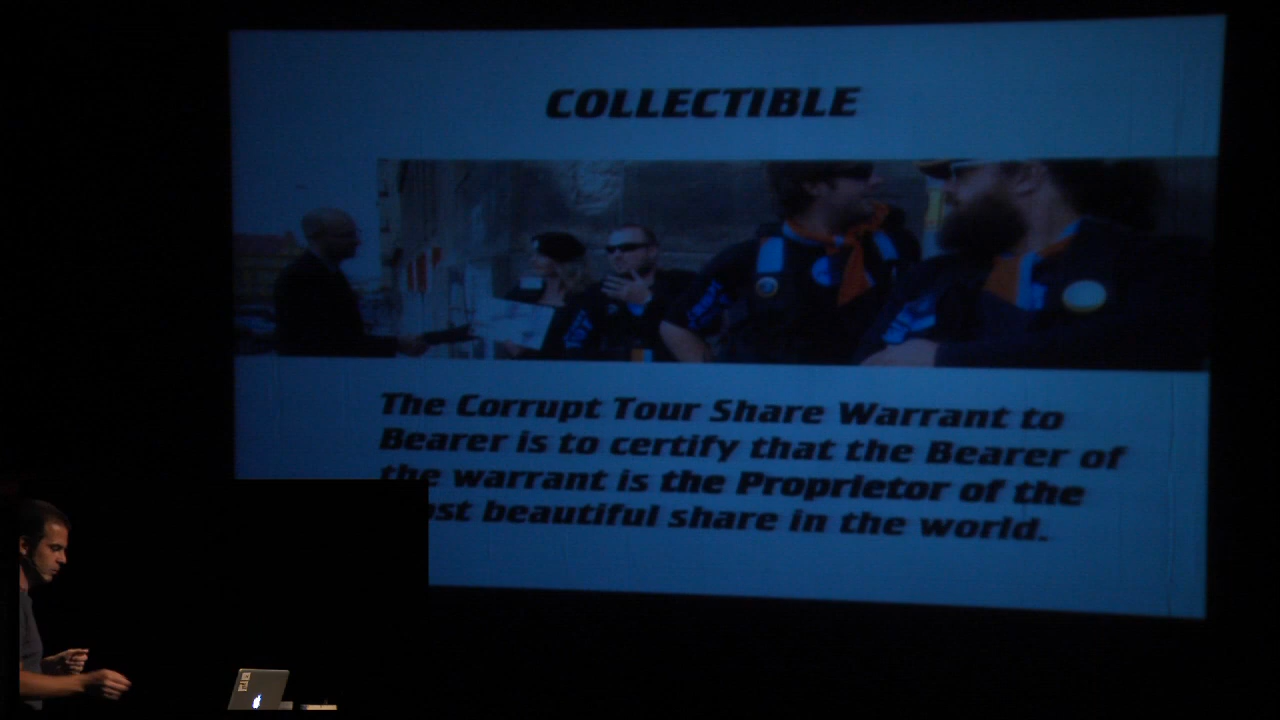 COLLECTIBLE
The Corrupt Tour Share Warrant to
Bearer is to certify that the Bearer of
the warrant is the Proprietor of the
beautiful share in the world.